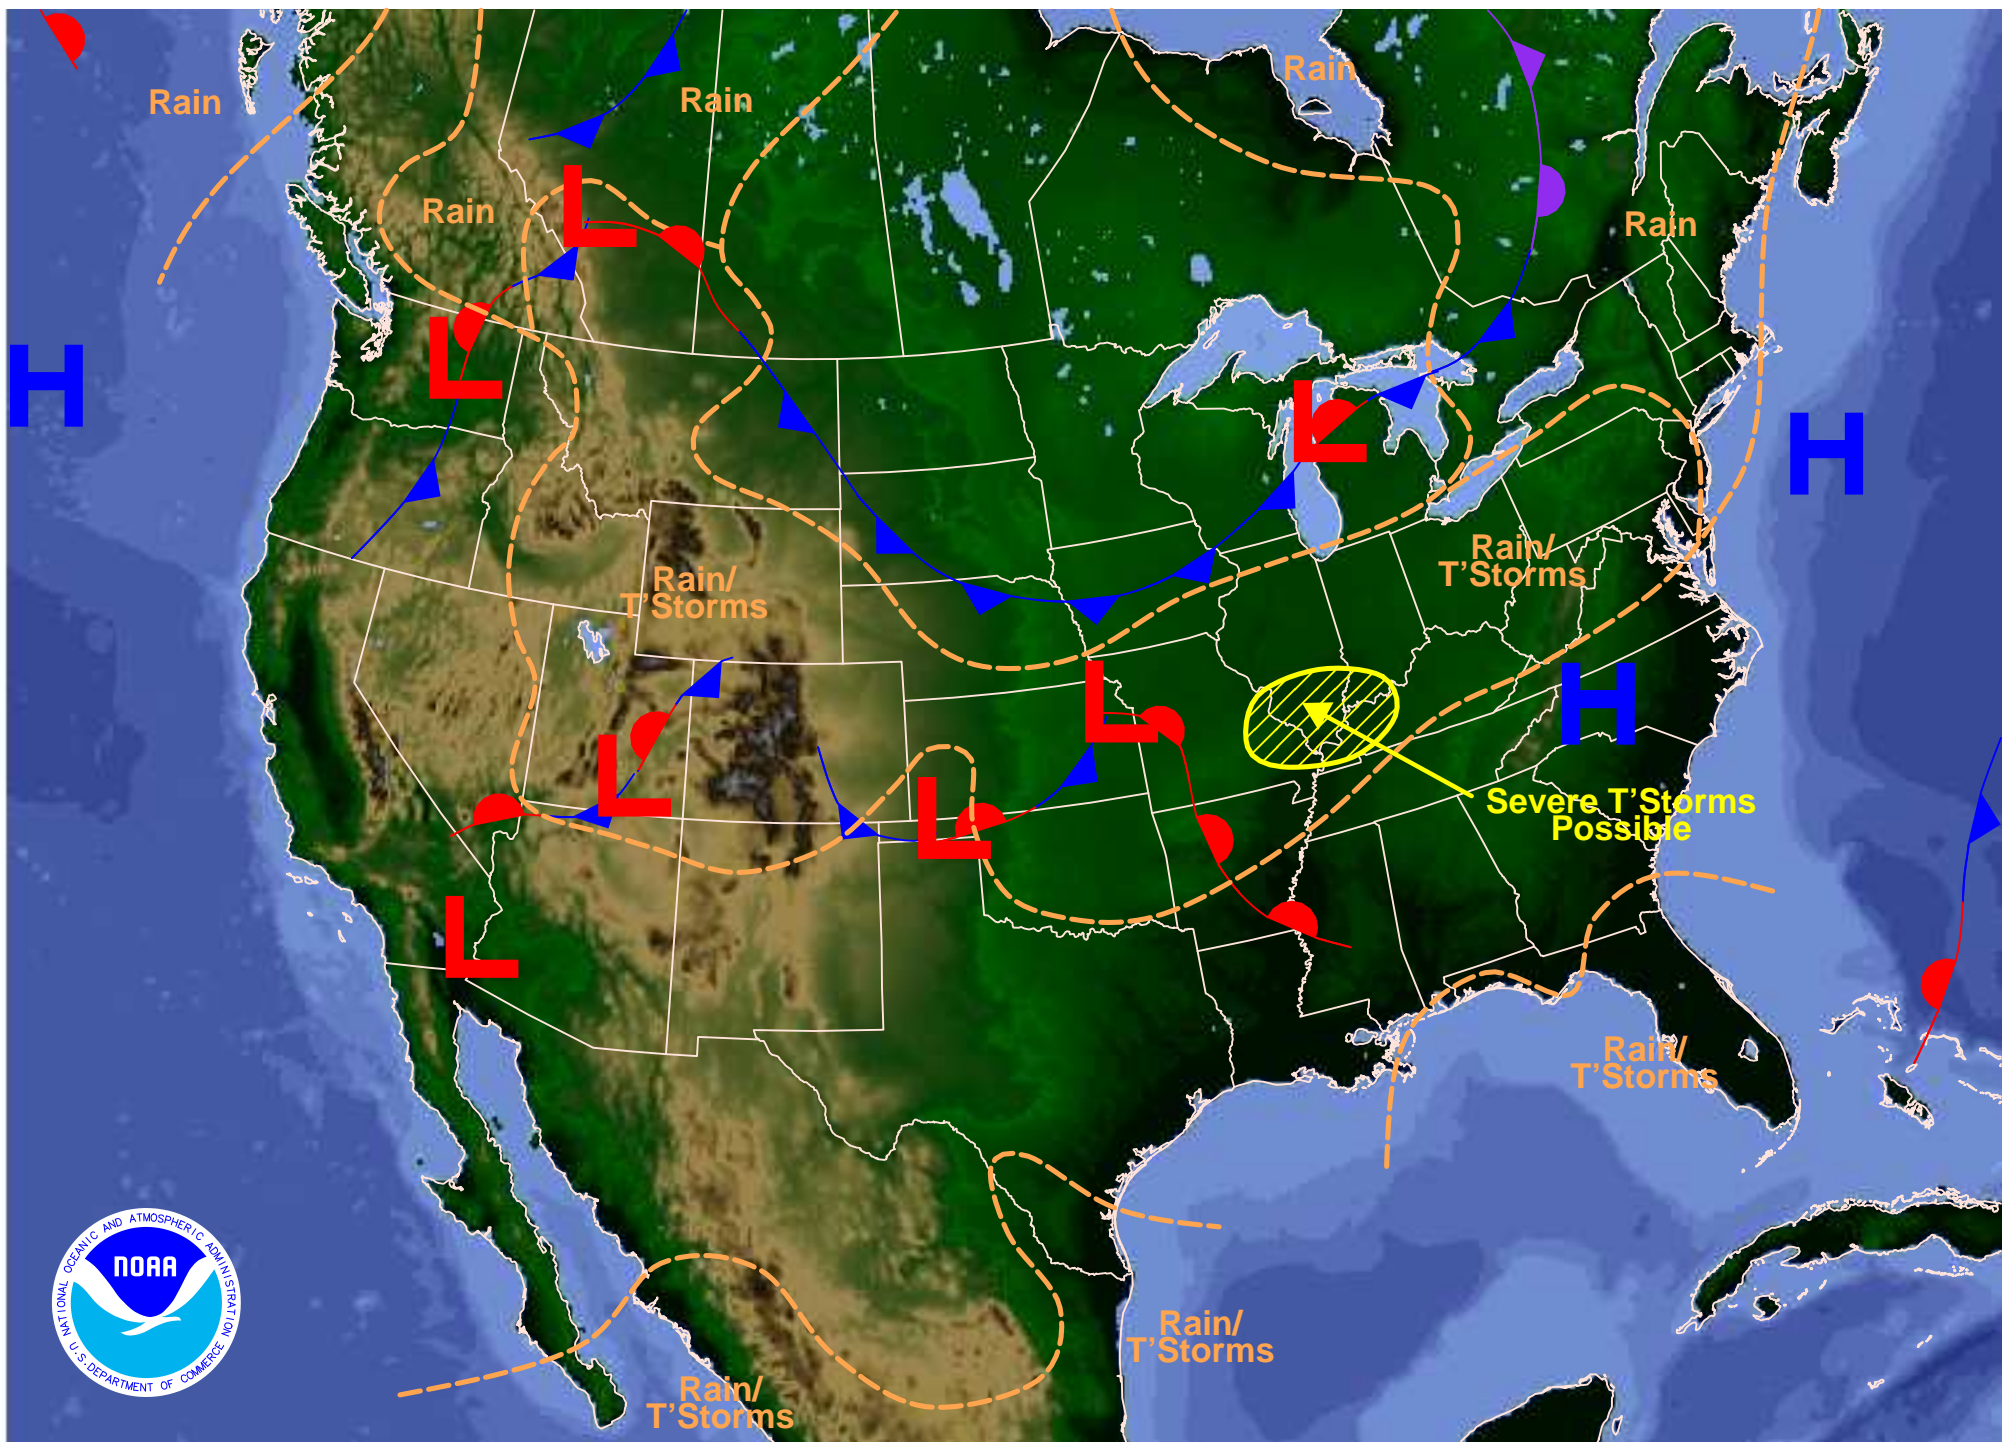 Rain
Rain
Rain
Rain
Rain
L
L
H
L
H
Rain/
T'Storms
Rain/
T'Storms
L
H
L
L
Severe T'Storms
Possible
L
Rain/
T'Storms
Rain/
T'Storms
Rain/
T'Storms
NATIONAL OCEANIC AND ATMOSPHERIC ADMINISTRATION
NOAA
U.S. DEPARTMENT OF COMMERCE